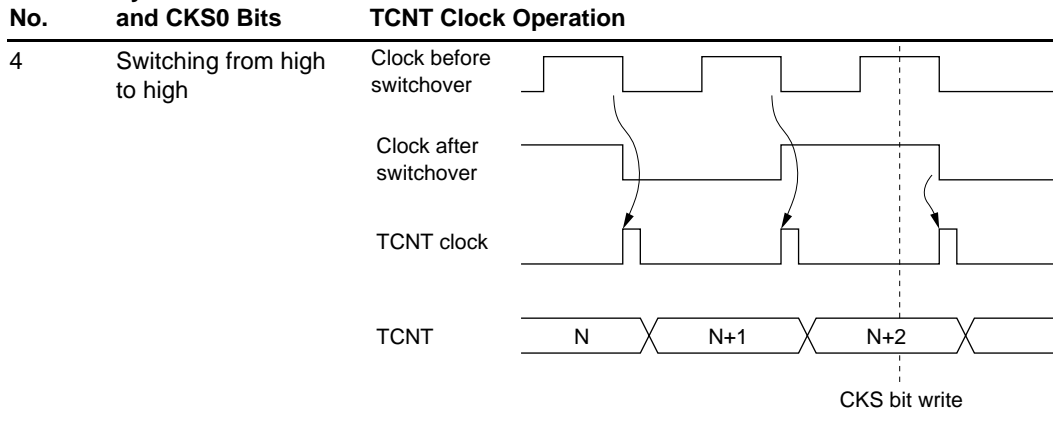 No.
and CKS0 Bits
TCNT Clock Operation
4
Switching from high
to high
Clock before
switchover
Clock after
switchover
TCNT clock
TCNT
N
N+1
N+2
CKS bit write